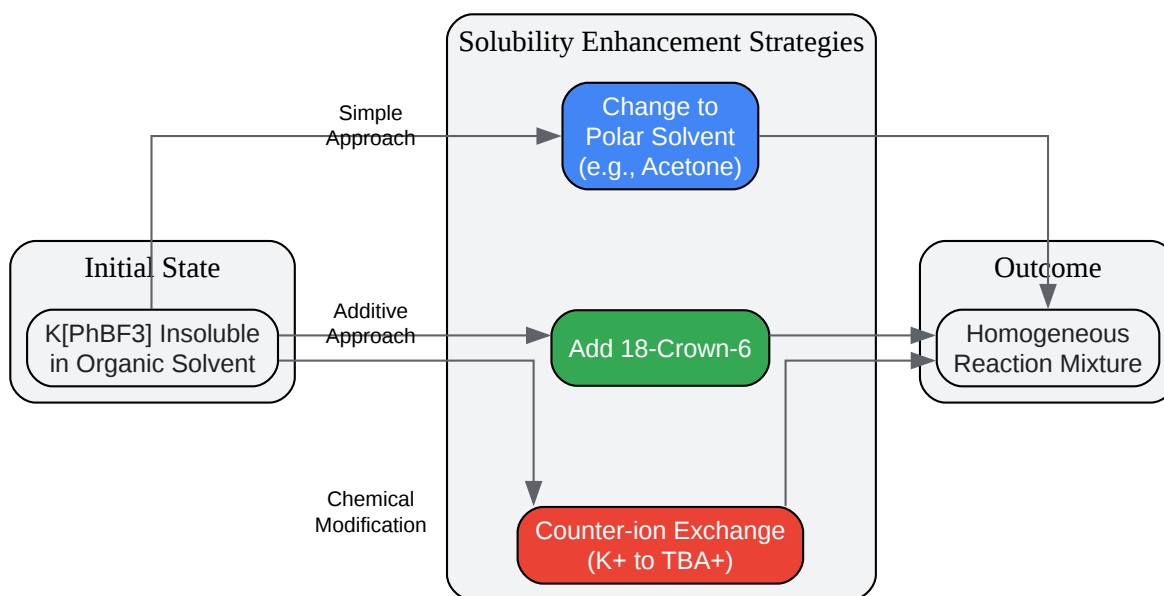 Solubility Enhancement Strategies
Simple
Approach
Change to
Polar Solvent
(e.g., Acetone)
Initial State
K[PhBF3] Insoluble
in Organic Solvent
Additive
Approach
Add 18-Crown-6
Outcome
Homogeneous
Reaction Mixture
Chemical
Modification
Counter-ion Exchange
(K+ to TBA+)